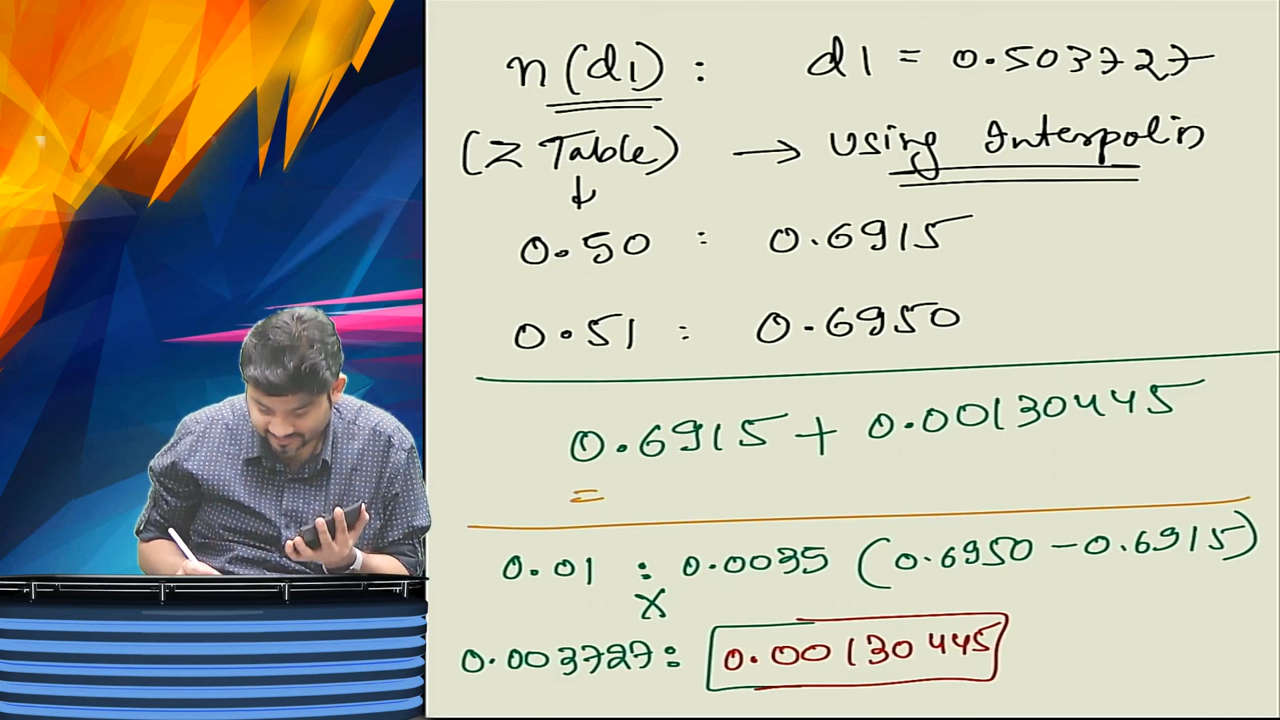 n(d1) : d1 = 0.503727
(Z Table) → using Interpolin
↓
0.50 : 0.6915
0.51 : 0.6950
0.6915 + 0.00130445
=
0.01 : 0.0035 (0.6950 - 0.6915)
x
0.003727 : 0.00130445